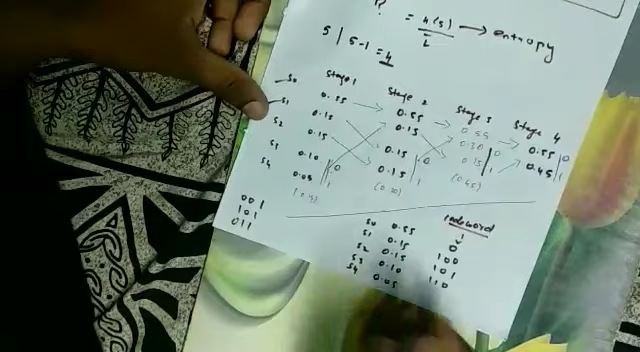 η
= H(s) / L → entropy
5 | 5-1 = 4
Stage 1 Stage 2 Stage 3 Stage 4
S0 0.55 0.55 0.55 0.55 0
S1 0.15 0.15 0.30 0 0.45 1
S2 0.15 0.15 0.15 1
S3 0.10 0 0.15 1 (0.45)
S4 0.05 1 (0.30)
001
101
011
codeword
S0 0.55 0
S1 0.15 100
S2 0.15 101
S3 0.10 110
S4 0.05